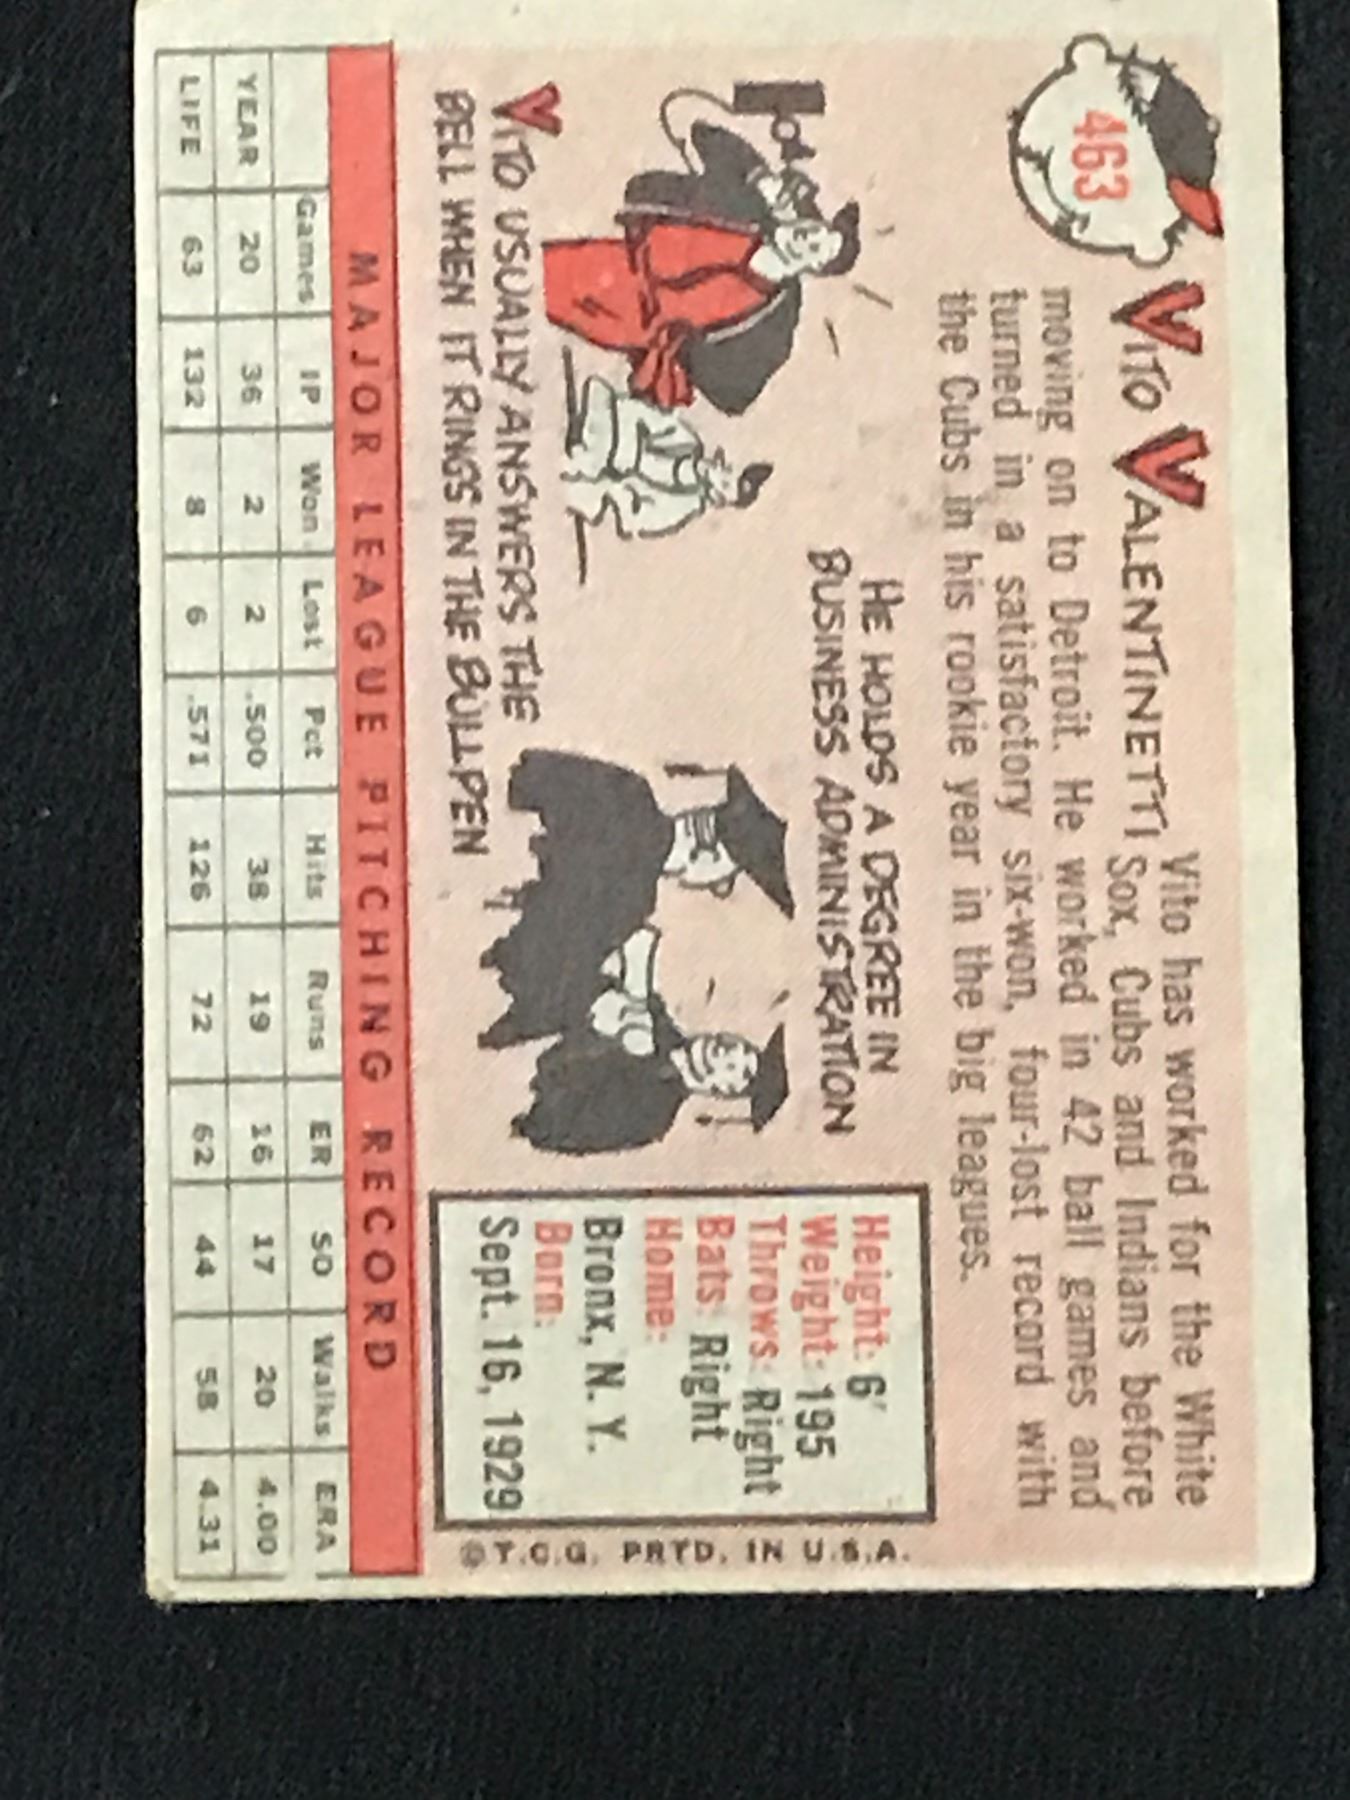 463
VITO VALENTINETTI
Vito has worked for the White
Sox, Cubs and Indians before
moving on to Detroit. He worked in 42 ball games and
turned in a satisfactory six-won, four-lost record with
the Cubs in his rookie year in the big leagues.
HE HOLDS A DEGREE IN
BUSINESS ADMINISTRATION
VITO USUALLY ANSWERS THE
BELL WHEN IT RINGS IN THE BULLPEN
Height: 6'
Weight: 195
Throws: Right
Bats: Right
Home:
Bronx, N. Y.
Born:
Sept. 16, 1929
© T.C.G. PRTD. IN U.S.A.
MAJOR LEAGUE PITCHING RECORD
Games IP Won Lost Pct Hits Runs ER SO Walks ERA
YEAR 20 36 2 2 .500 38 19 16 17 20 4.00
LIFE 63 132 8 6 .571 126 72 62 44 58 4.31